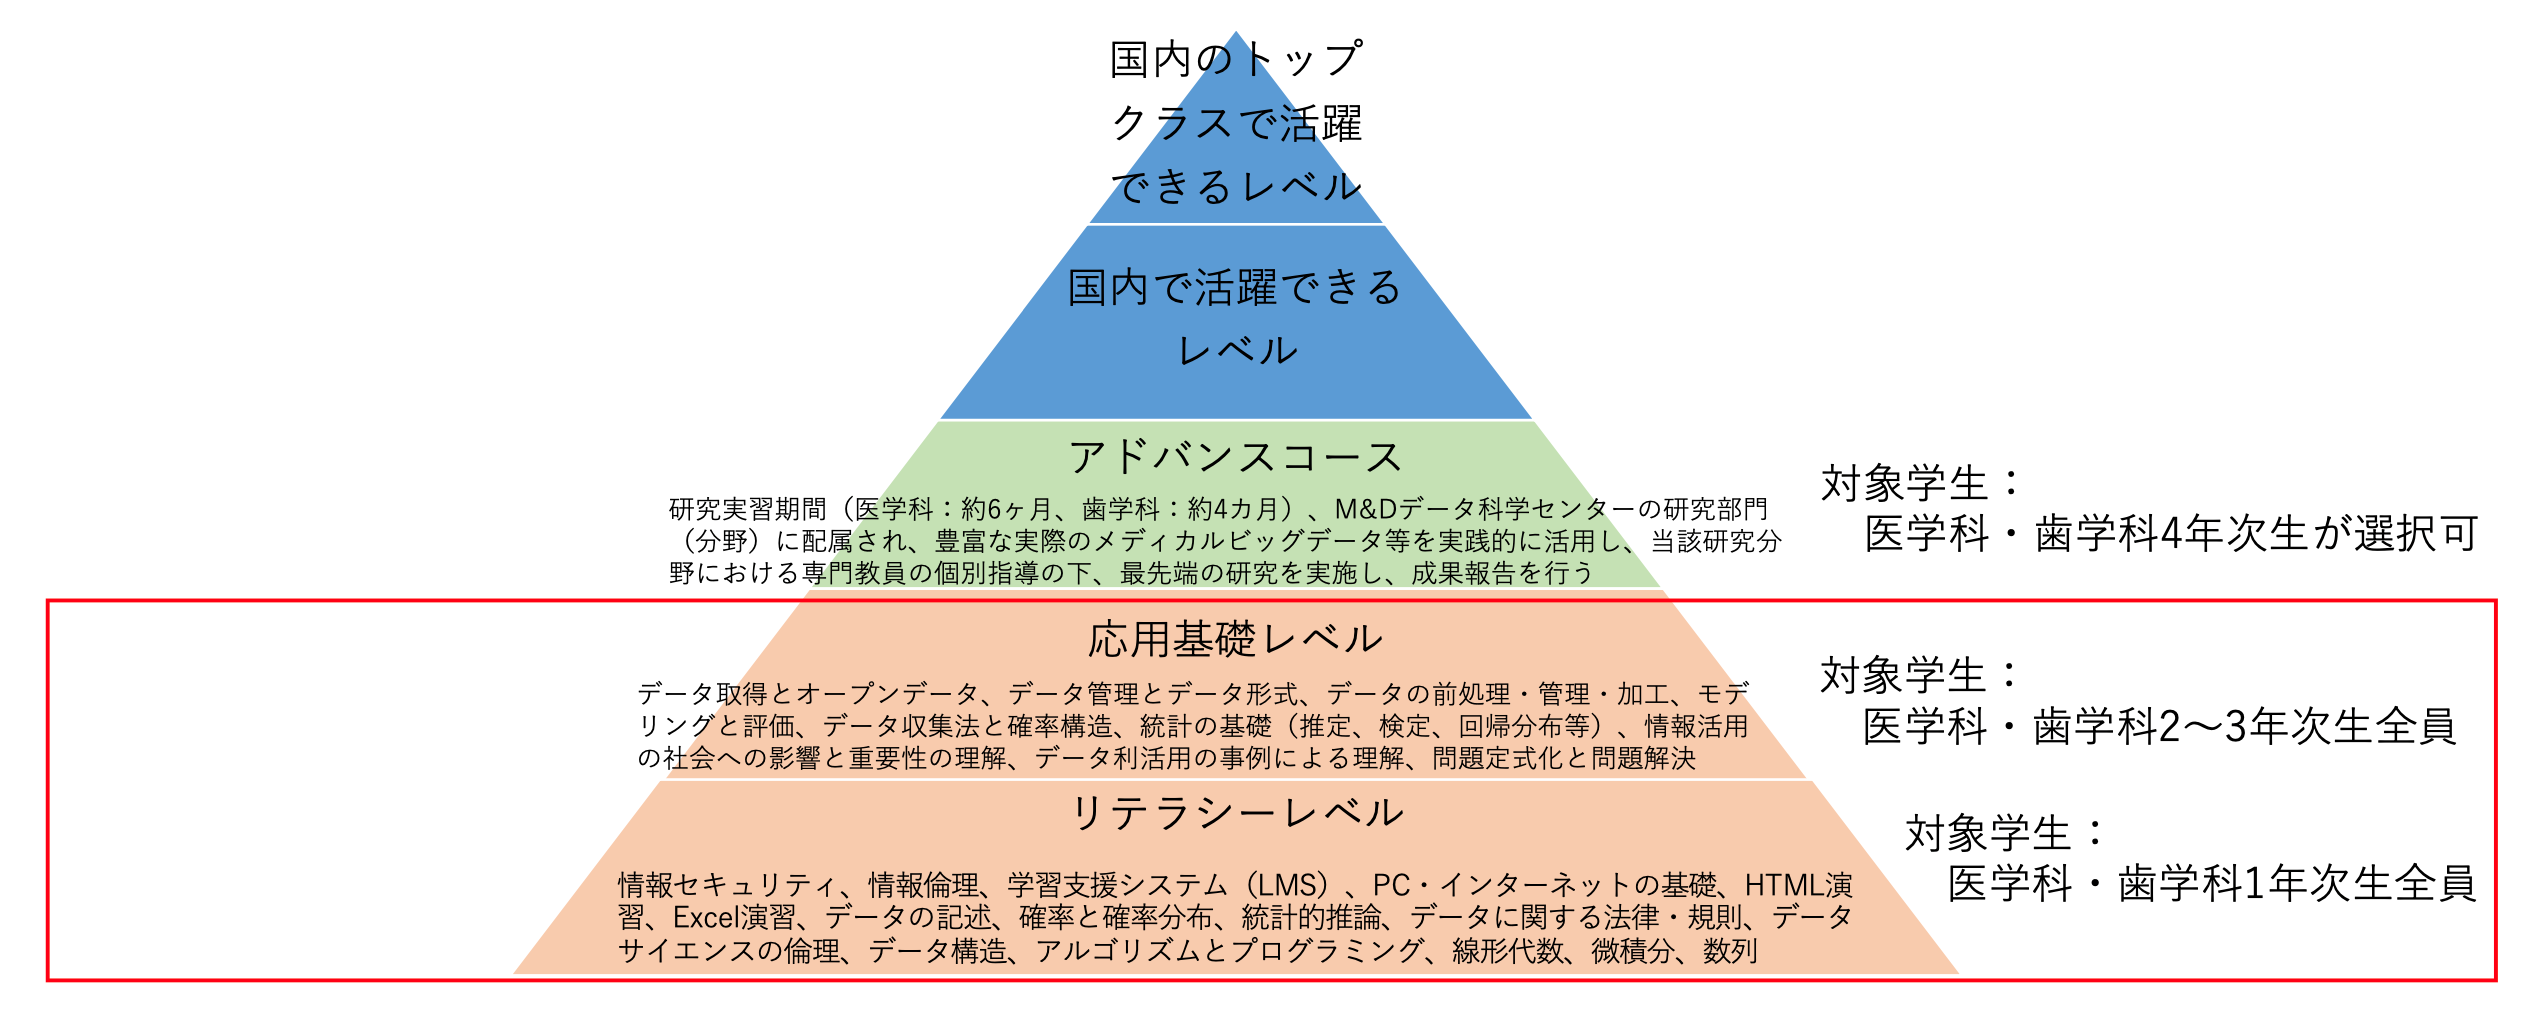 国内のトップ
クラスで活躍
できるレベル
国内で活躍できる
レベル
アドバンスコース
研究実習期間（医学科：約6ヶ月、歯学科：約4カ月）、M&Dデータ科学センターの研究部門
（分野）に配属され、豊富な実際のメディカルビッグデータ等を実践的に活用し、当該研究分
野における専門教員の個別指導の下、最先端の研究を実施し、成果報告を行う
対象学生：
医学科・歯学科4年次生が選択可
応用基礎レベル
データ取得とオープンデータ、データ管理とデータ形式、データの前処理・管理・加工、モデ
リングと評価、データ収集法と確率構造、統計の基礎（推定、検定、回帰分布等）、情報活用
の社会への影響と重要性の理解、データ利活用の事例による理解、問題定式化と問題解決
対象学生：
医学科・歯学科2～3年次生全員
リテラシーレベル
情報セキュリティ、情報倫理、学習支援システム（LMS）、PC・インターネットの基礎、HTML演
習、Excel演習、データの記述、確率と確率分布、統計的推論、データに関する法律・規則、データ
サイエンスの倫理、データ構造、アルゴリズムとプログラミング、線形代数、微積分、数列
対象学生：
医学科・歯学科1年次生全員